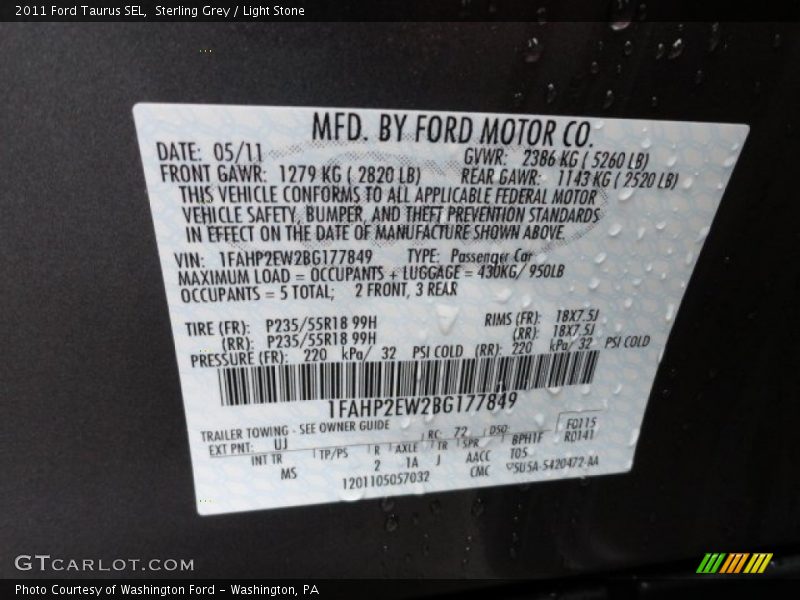 2011 Ford Taurus SEL,  Sterling Grey / Light Stone
MFD. BY FORD MOTOR CO.
DATE: 05/11 GVWR: 2386 KG ( 5260 LB)
FRONT GAWR: 1279 KG ( 2820 LB) REAR GAWR: 1143 KG ( 2520 LB)
THIS VEHICLE CONFORMS TO ALL APPLICABLE FEDERAL MOTOR
VEHICLE SAFETY, BUMPER, AND THEFT PREVENTION STANDARDS
IN EFFECT ON THE DATE OF MANUFACTURE SHOWN ABOVE.
VIN: 1FAHP2EW2BG177849 TYPE: Passenger Car
MAXIMUM LOAD = OCCUPANTS + LUGGAGE = 430KG/ 950LB
OCCUPANTS = 5 TOTAL; 2 FRONT, 3 REAR
TIRE (FR): P235/55R18 99H RIMS (FR): 18X7.5J
(RR): P235/55R18 99H (RR): 18X7.5J
PRESSURE (FR): 220 kPa/ 32 PSI COLD (RR): 220 kPa/ 32 PSI COLD
1FAHP2EW2BG177849
TRAILER TOWING - SEE OWNER GUIDE
EXT PNT: UJ RC: 72 DSO: F0115
INT TR TP/PS R AXLE TR SPR BPH1F R0141
MS 2 1A J AACC T05
1201105057032 CMC 5U5A-5420472-AA
GTCARLOT.COM
Photo Courtesy of Washington Ford - Washington, PA